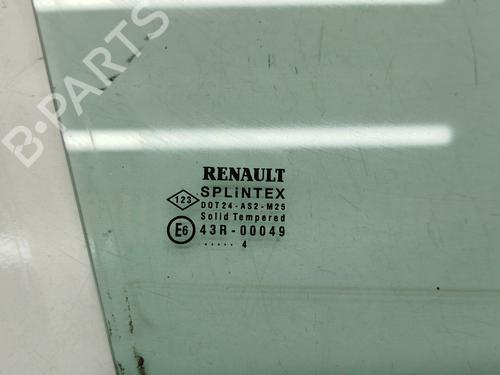 B-PARTS
RENAULT
123 SPLiNTEX
DOT24-AS2-M25
Solid Tempered
E6 43R-00049
..... 4